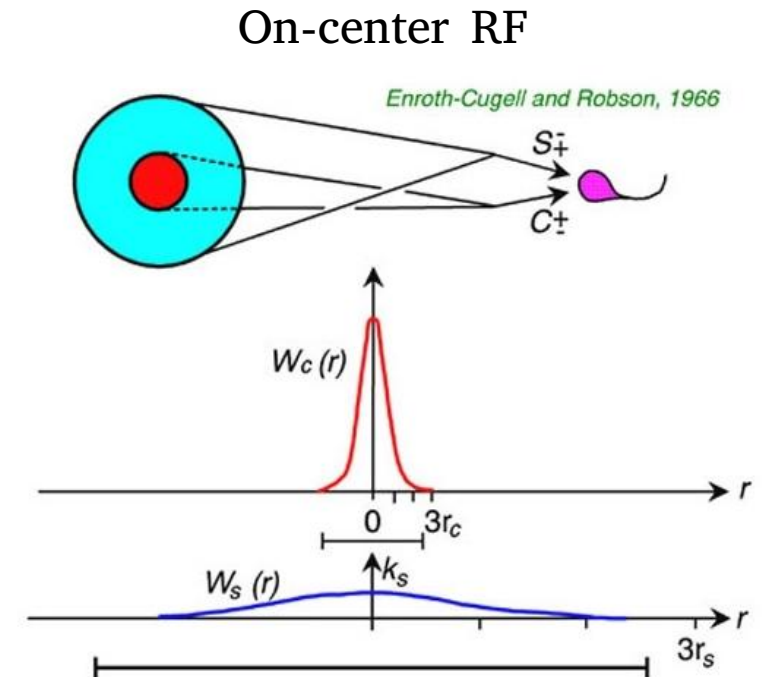 On-center RF
Enroth-Cugell and Robson, 1966
S-+
C±
Wc (r)
r
0
3rc
Ws (r)
ks
r
3rs